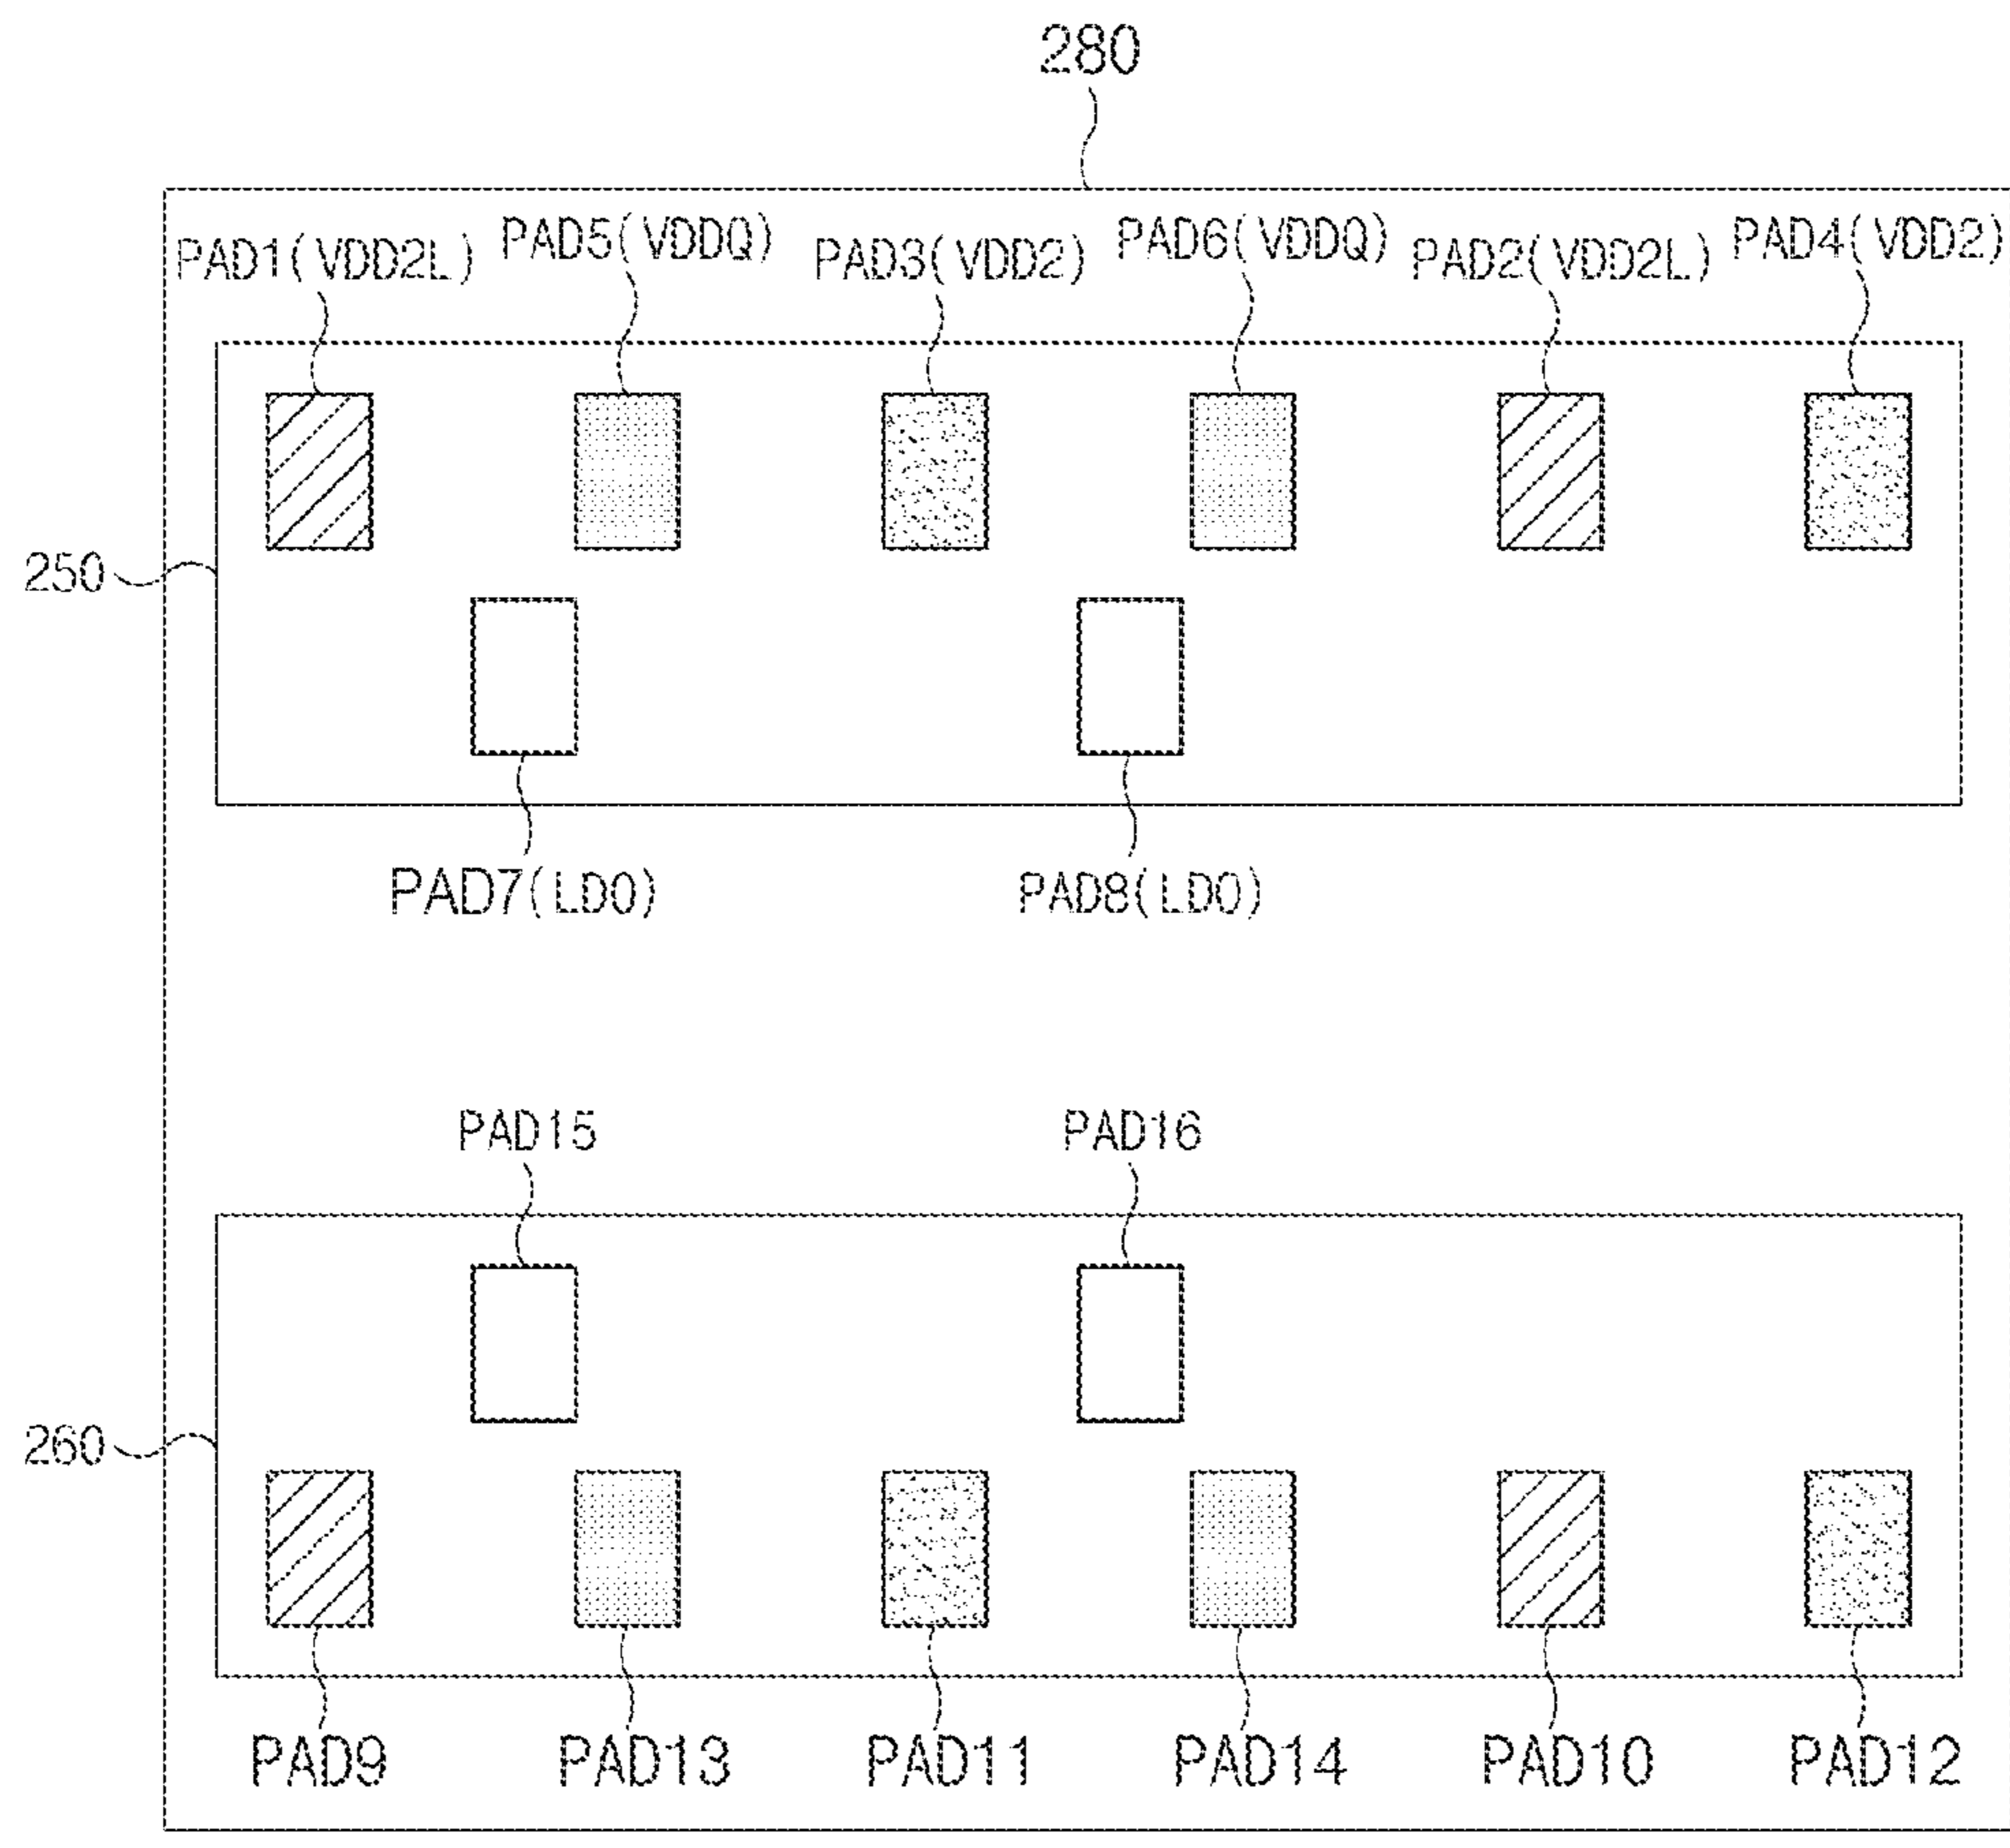 280
PAD1(VDD2L)
PAD5(VDDQ)
PAD3(VDD2)
PAD6(VDDQ)
PAD2(VDD2L)
PAD4(VDD2)
250
PAD7(LDO)
PAD8(LDO)
PAD15
PAD16
260
PAD9
PAD13
PAD11
PAD14
PAD10
PAD12